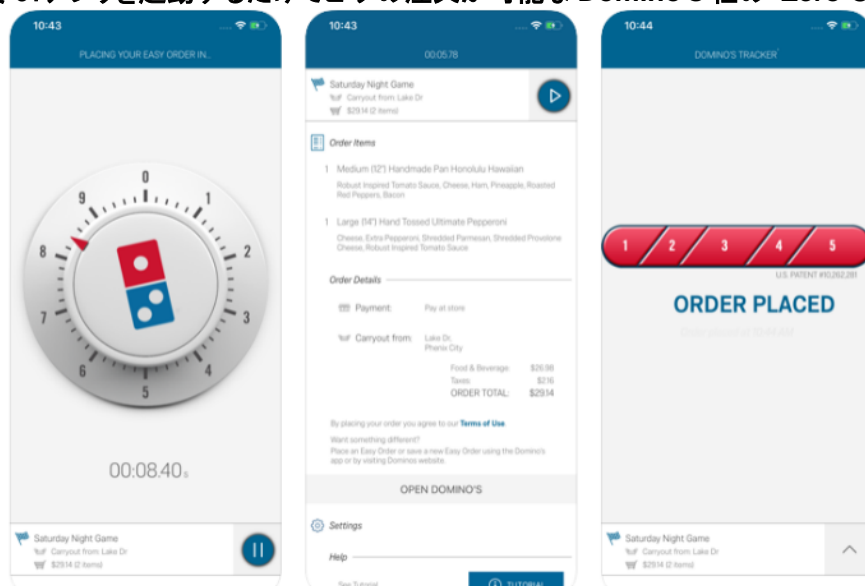 10:43
PLACING YOUR EASY ORDER IN...
0
1
2
3
4
5
6
7
8
9
00:08.40s
Saturday Night Game
Carryout from: Lake Dr
$29.14 (2 items)
10:43
00:05.78
Saturday Night Game
Carryout from: Lake Dr
$29.14 (2 items)
Order Items
1 Medium (12") Handmade Pan Honolulu Hawaiian
Robust Inspired Tomato Sauce, Cheese, Ham, Pineapple, Roasted
Red Peppers, Bacon
1 Large (14") Hand Tossed Ultimate Pepperoni
Cheese, Extra Pepperoni, Shredded Parmesan, Shredded Provolone
Cheese, Robust Inspired Tomato Sauce
Order Details
Payment: Pay at store
Carryout from: Lake Dr,
Phenix City
Food & Beverage: $26.98
Taxes: $2.16
ORDER TOTAL: $29.14
By placing your order you agree to our Terms of Use.
Want something different?
Place an Easy Order or save a new Easy Order using the Domino's
app or by visiting Dominos website.
OPEN DOMINO'S
Settings
Help
See Tutorial
TUTORIAL
10:44
DOMINO'S TRACKER
1 2 3 4 5
U.S. PATENT #10,262,281
ORDER PLACED
Saturday Night Game
Carryout from: Lake Dr
$29.14 (2 items)